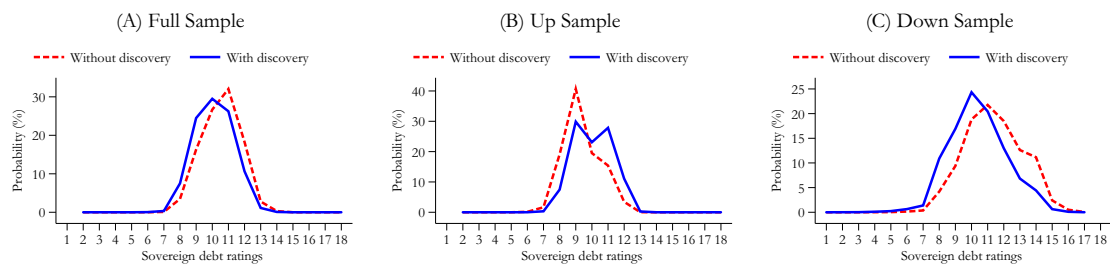 (A) Full Sample
Without discovery With discovery
Probability (%)
30
20
10
0
1 2 3 4 5 6 7 8 9 10 11 12 13 14 15 16 17 18
Sovereign debt ratings
(B) Up Sample
Without discovery With discovery
Probability (%)
40
30
20
10
0
1 2 3 4 5 6 7 8 9 10 11 12 13 14 15 16 17 18
Sovereign debt ratings
(C) Down Sample
Without discovery With discovery
Probability (%)
25
20
15
10
5
0
1 2 3 4 5 6 7 8 9 10 11 12 13 14 15 16 17 18
Sovereign debt ratings